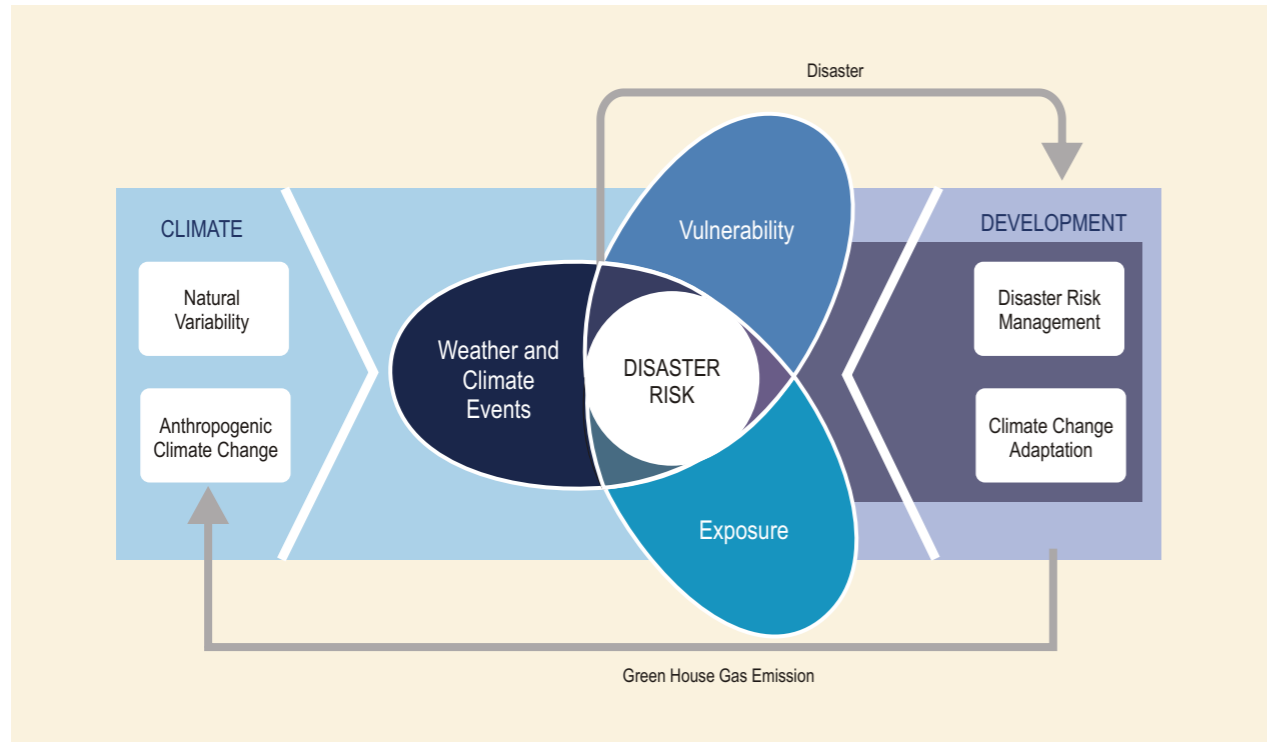 Disaster
CLIMATE
Natural
Variability
Anthropogenic
Climate Change
Weather and
Climate
Events
DISASTER
RISK
Vulnerability
Exposure
DEVELOPMENT
Disaster Risk
Management
Climate Change
Adaptation
Green House Gas Emission